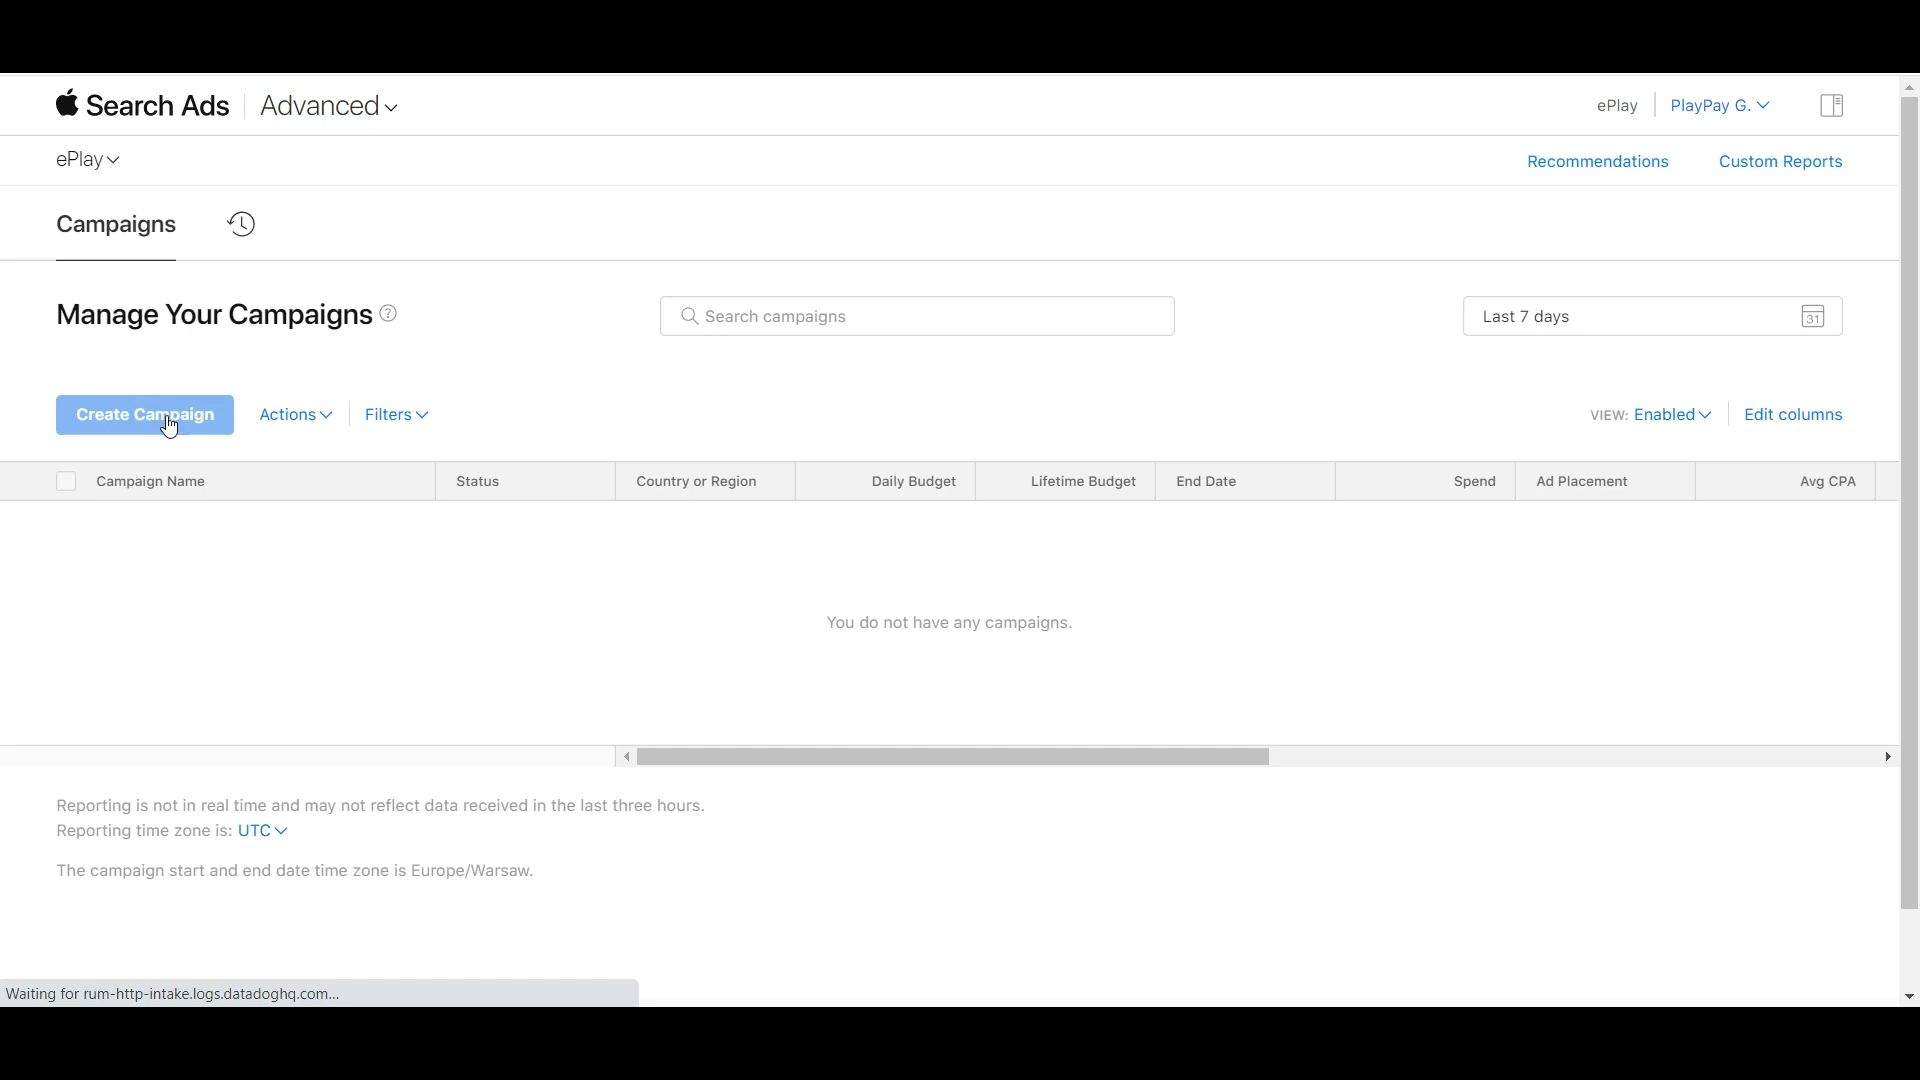 Search Ads Advanced ePlay PlayPay G.
ePlay Recommendations Custom Reports
Campaigns
Manage Your Campaigns ? Search campaigns Last 7 days 31
Create Campaign Actions Filters VIEW: Enabled Edit columns
Campaign Name Status Country or Region Daily Budget Lifetime Budget End Date Spend Ad Placement Avg CPA
You do not have any campaigns.
Reporting is not in real time and may not reflect data received in the last three hours.
Reporting time zone is: UTC
The campaign start and end date time zone is Europe/Warsaw.
Waiting for rum-http-intake.logs.datadoghq.com...